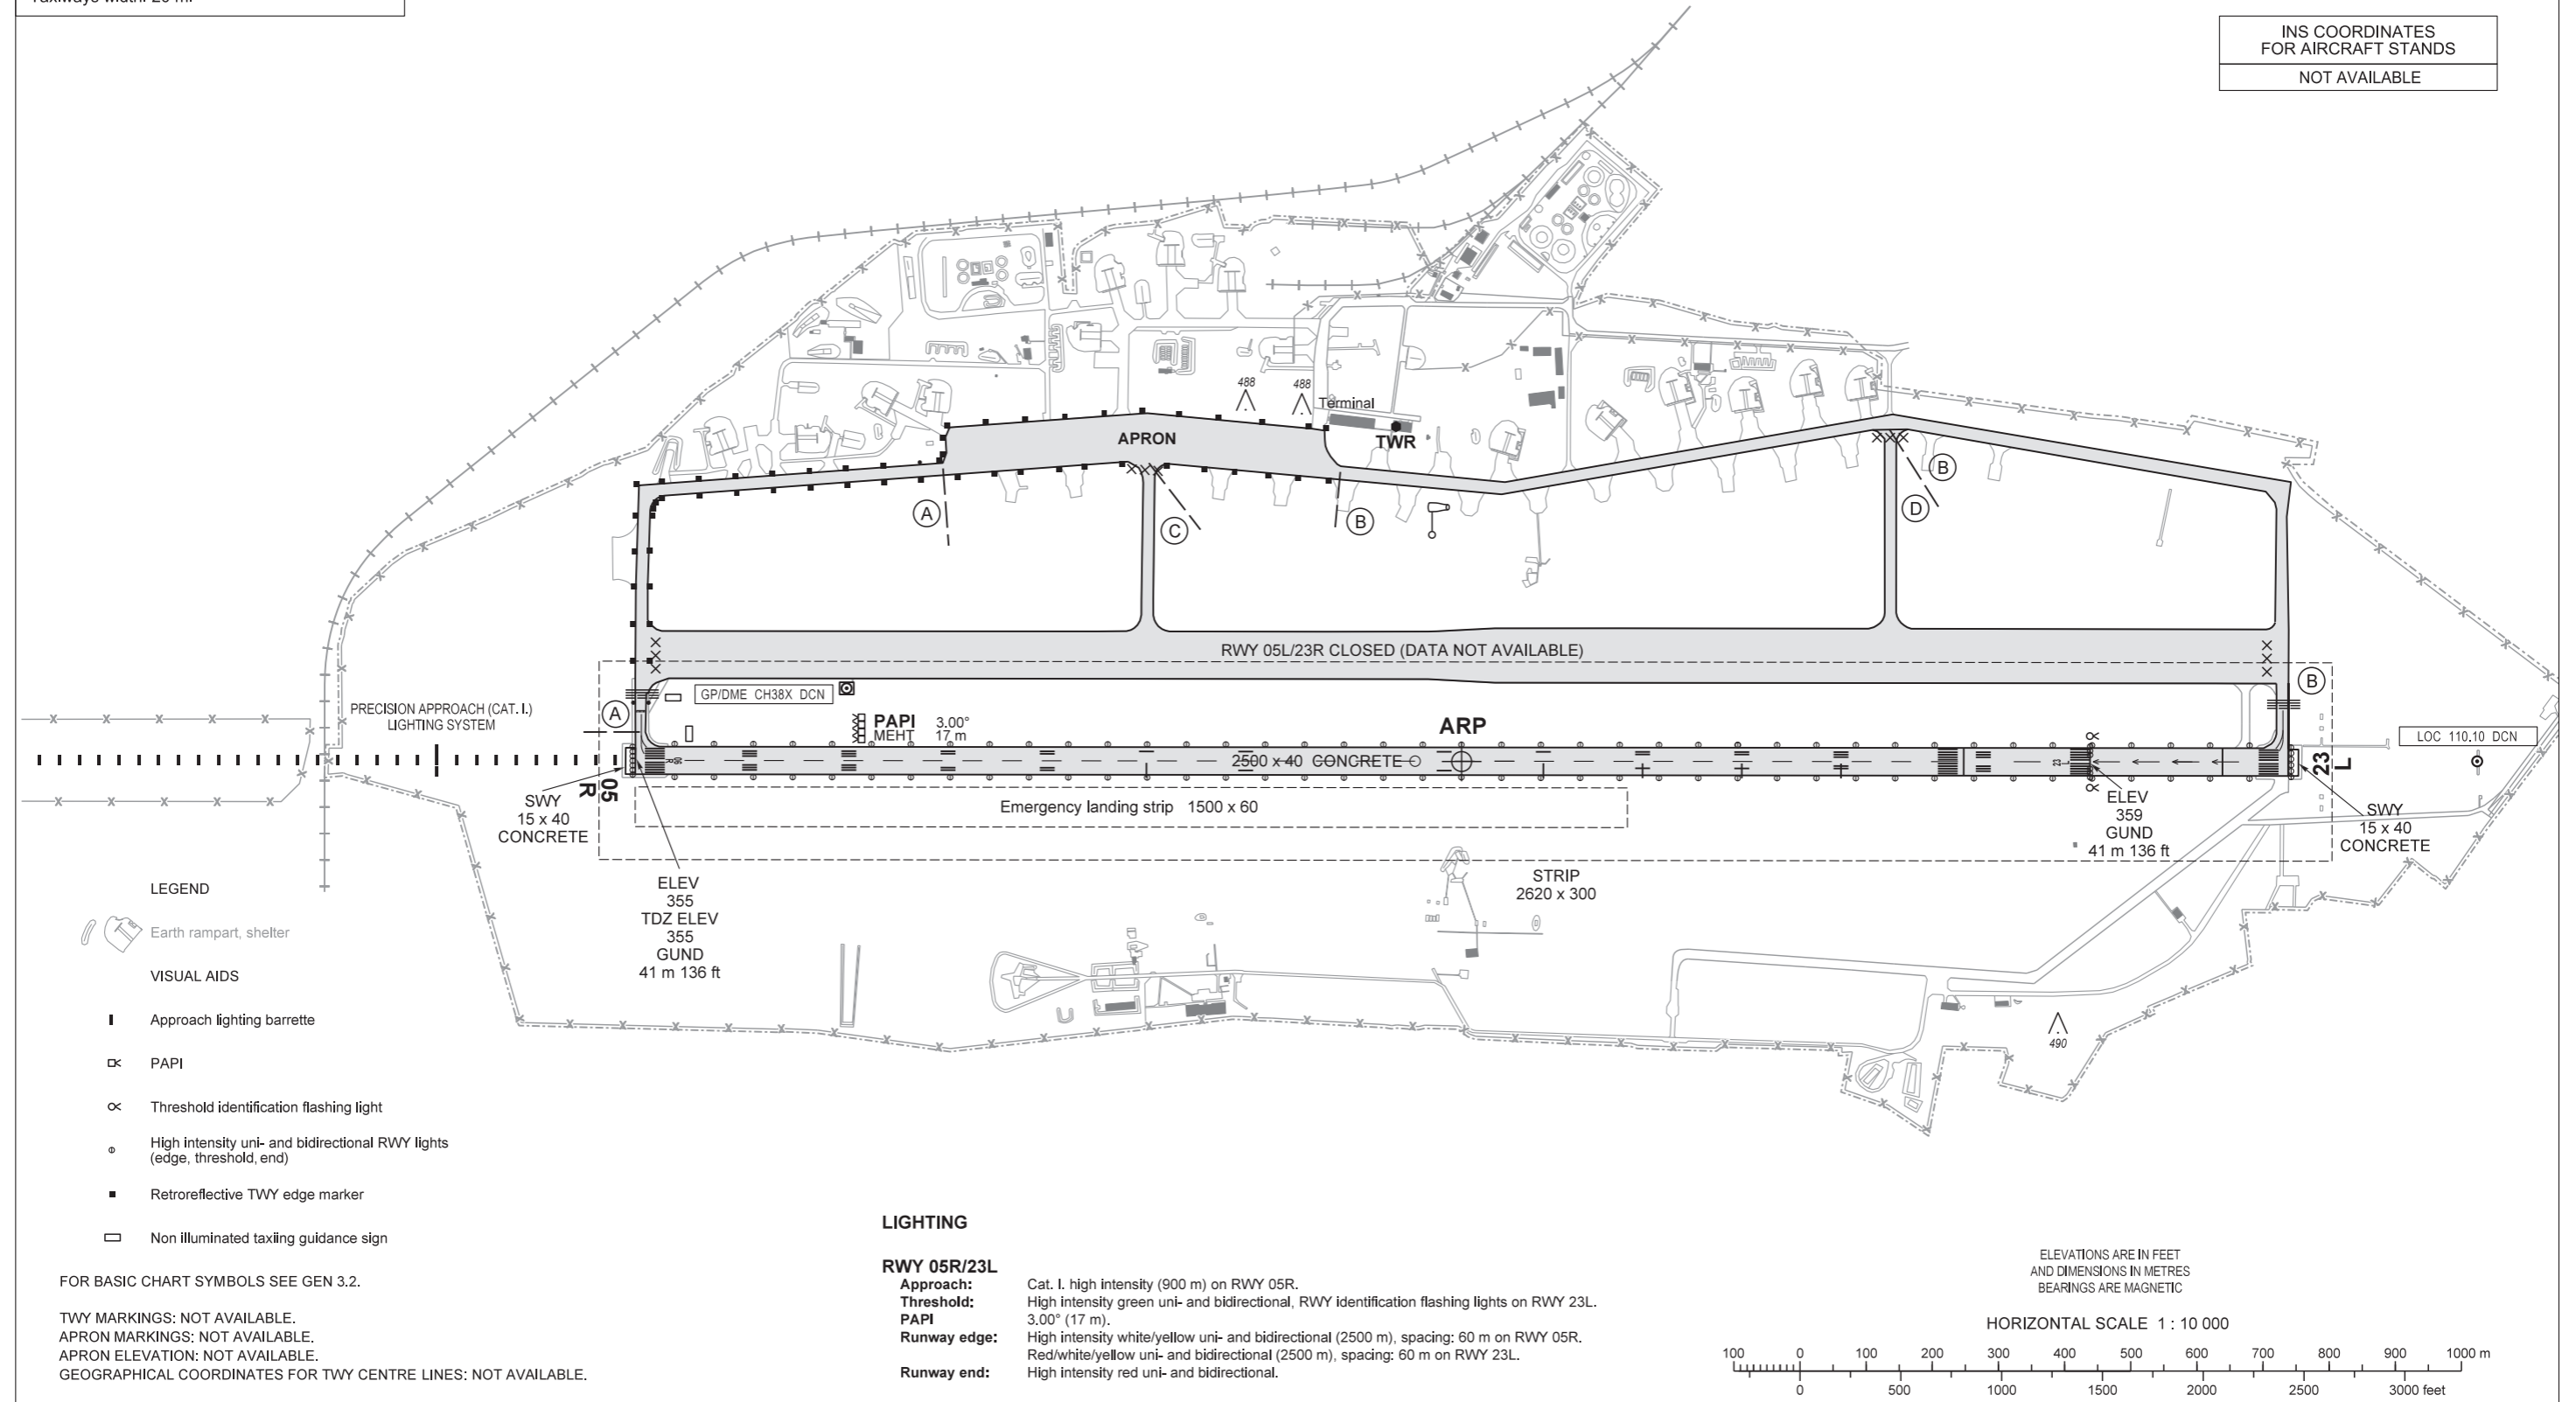 Taxiways width: 20 m.
INS COORDINATES
FOR AIRCRAFT STANDS
NOT AVAILABLE
488
488
Terminal
APRON
TWR
A
C
B
B
D
RWY 05L/23R CLOSED (DATA NOT AVAILABLE)
GP/DME CH38X DCN
B
A
PRECISION APPROACH (CAT. I.)
LIGHTING SYSTEM
PAPI 3.00°
MEHT 17 m
ARP
LOC 110,10 DCN
2500 x 40 CONCRETE
23
23 L
05 R
SWY
15 x 40
CONCRETE
Emergency landing strip 1500 x 60
ELEV
359
GUND
41 m 136 ft
SWY
15 x 40
CONCRETE
ELEV
355
TDZ ELEV
355
GUND
41 m 136 ft
STRIP
2620 x 300
490
LEGEND
Earth rampart, shelter
VISUAL AIDS
Approach lighting barrette
PAPI
Threshold identification flashing light
High intensity uni- and bidirectional RWY lights
(edge, threshold, end)
Retroreflective TWY edge marker
Non illuminated taxiing guidance sign
FOR BASIC CHART SYMBOLS SEE GEN 3.2.
TWY MARKINGS: NOT AVAILABLE.
APRON MARKINGS: NOT AVAILABLE.
APRON ELEVATION: NOT AVAILABLE.
GEOGRAPHICAL COORDINATES FOR TWY CENTRE LINES: NOT AVAILABLE.
LIGHTING
RWY 05R/23L
Approach: Cat. I. high intensity (900 m) on RWY 05R.
Threshold: High intensity green uni- and bidirectional, RWY identification flashing lights on RWY 23L.
PAPI 3.00° (17 m).
Runway edge: High intensity white/yellow uni- and bidirectional (2500 m), spacing: 60 m on RWY 05R.
Red/white/yellow uni- and bidirectional (2500 m), spacing: 60 m on RWY 23L.
Runway end: High intensity red uni- and bidirectional.
ELEVATIONS ARE IN FEET
AND DIMENSIONS IN METRES
BEARINGS ARE MAGNETIC
HORIZONTAL SCALE 1 : 10 000
100 0 100 200 300 400 500 600 700 800 900 1000 m
0 500 1000 1500 2000 2500 3000 feet